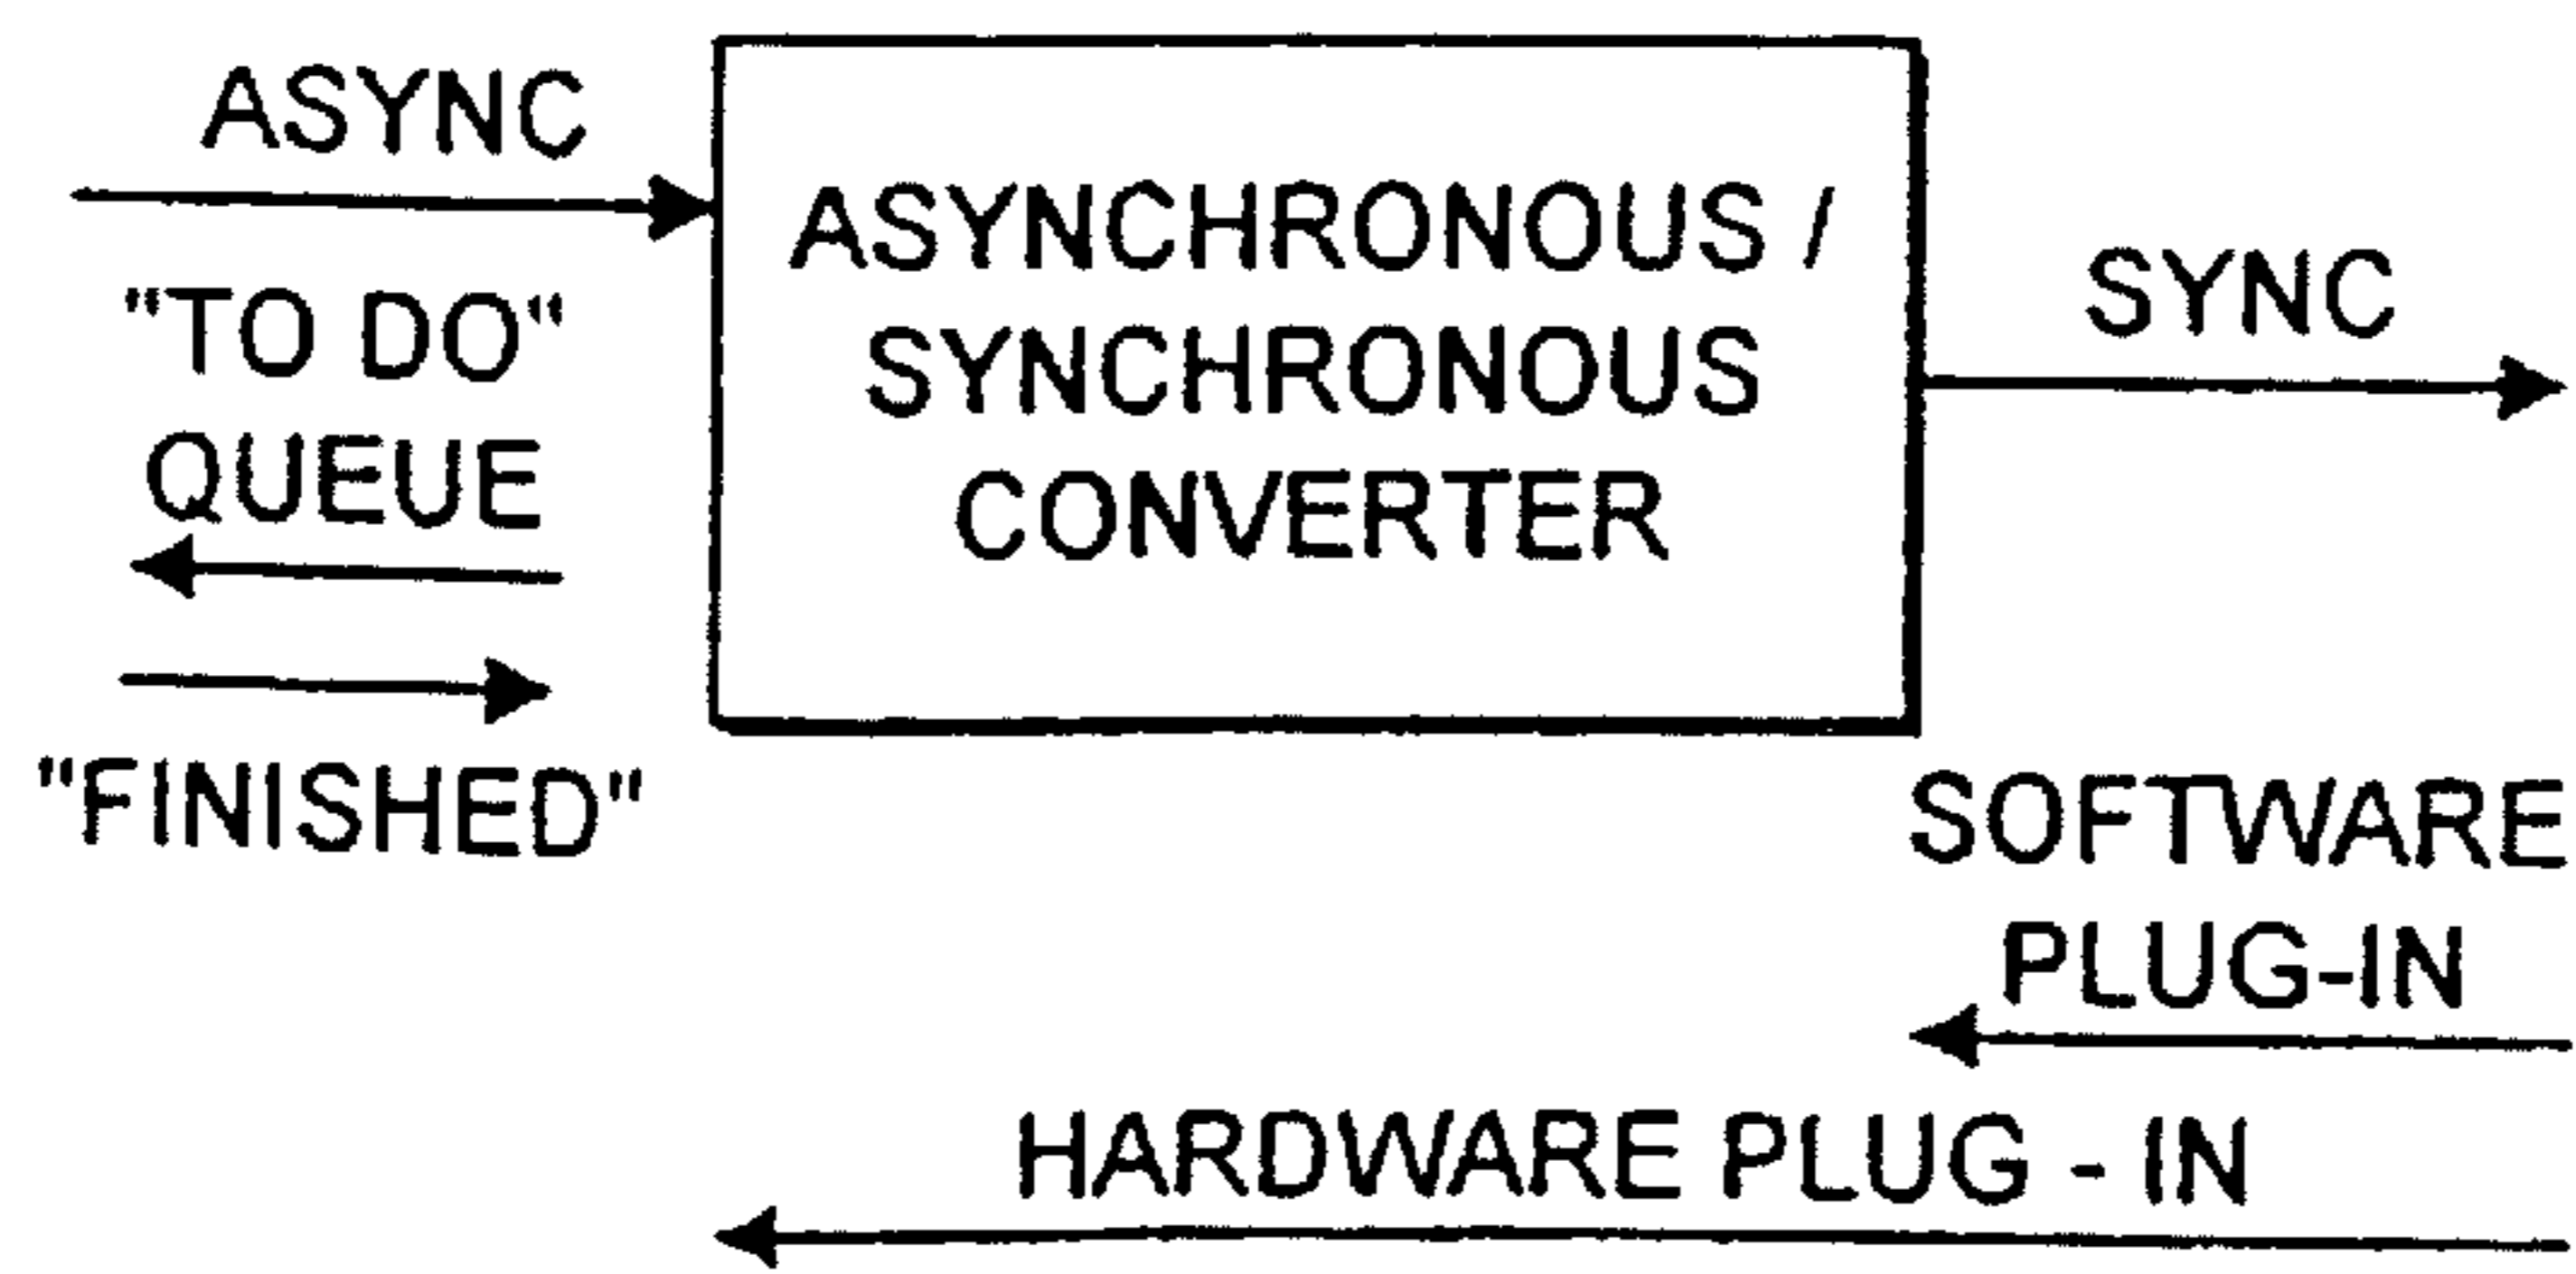 ASYNC
"TO DO"
QUEUE
"FINISHED"
ASYNCHRONOUS /
SYNCHRONOUS
CONVERTER
SYNC
SOFTWARE
PLUG-IN
HARDWARE PLUG - IN